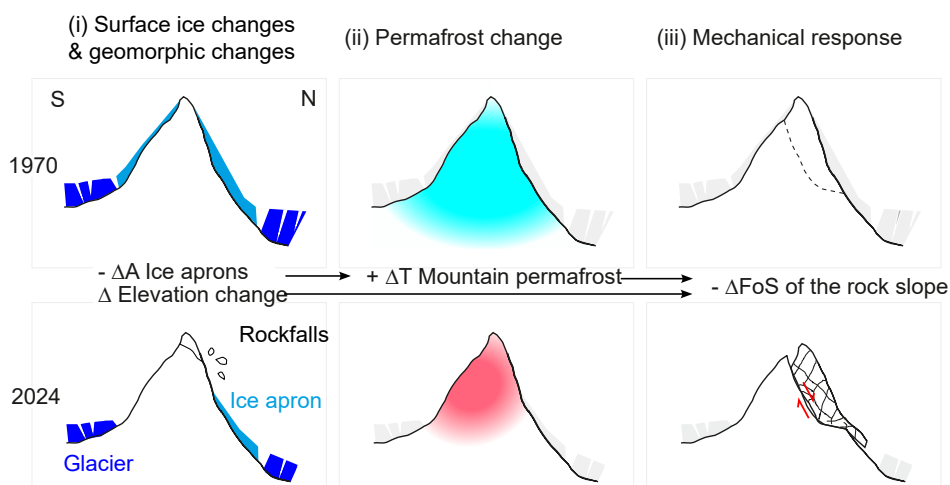 (i) Surface ice changes
& geomorphic changes
(ii) Permafrost change
(iii) Mechanical response
S
N
1970
- ΔA Ice aprons
Δ Elevation change
+ ΔT Mountain permafrost
- ΔFoS of the rock slope
Rockfalls
2024
Ice apron
Glacier